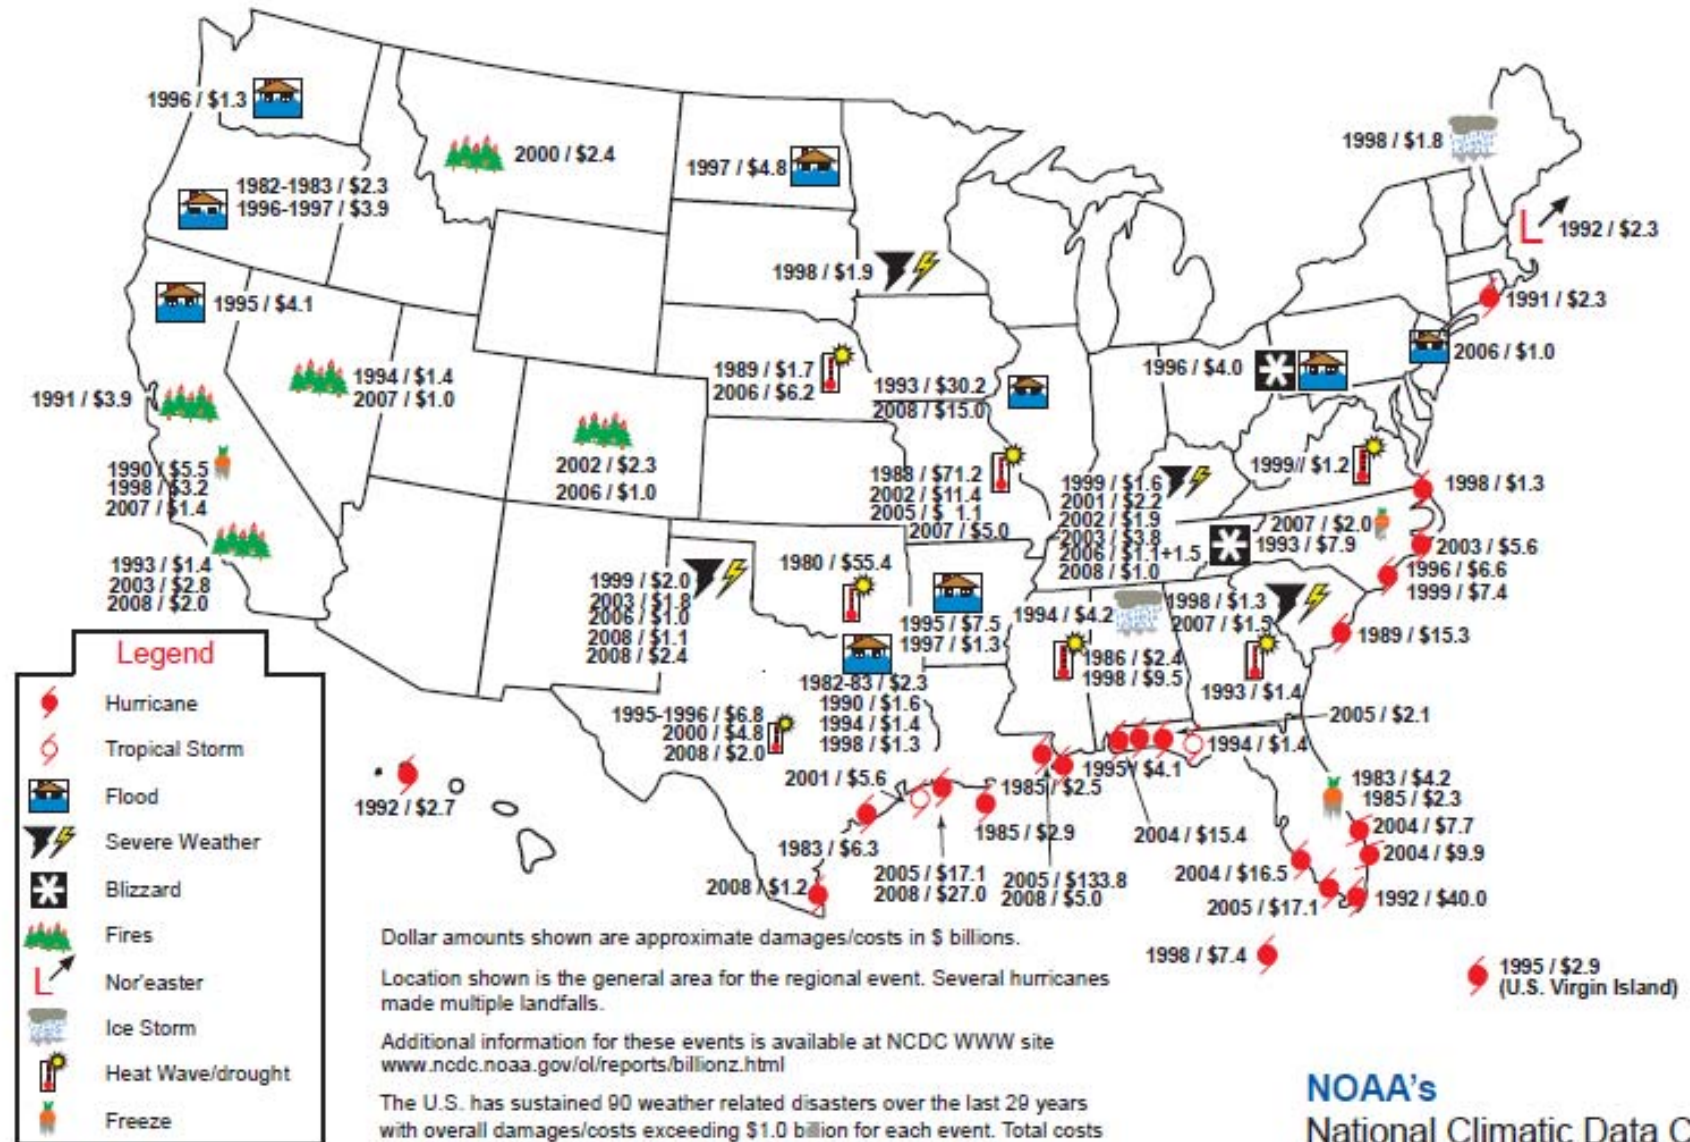 1996 / $1.3
2000 / $2.4
1997 / $4.8
1998 / $1.8
1982-1983 / $2.3
1996-1997 / $3.9
L
1992 / $2.3
1998 / $1.9
1995 / $4.1
1991 / $2.3
2006 / $1.0
1991 / $3.9
1994 / $1.4
2007 / $1.0
1989 / $1.7
2006 / $6.2
1993 / $30.2
2008 / $15.0
1996 / $4.0
1990 / $5.5
1998 / $3.2
2007 / $1.4
2002 / $2.3
2006 / $1.0
1988 / $71.2
2002 / $11.4
2005 / $ 1.1
2007 / $5.0
1999 / $1.6
2001 / $2.2
2002 / $1.9
2003 / $3.8
2006 / $1.1+1.5
2008 / $1.0
1999// $1.2
1998 / $1.3
2007 / $2.0
1993 / $7.9
2003 / $5.6
1996 / $6.6
1999 / $7.4
1993 / $1.4
2003 / $2.8
2008 / $2.0
1999 / $2.0
2003 / $1.8
2006 / $1.0
2008 / $1.1
2008 / $2.4
1980 / $55.4
1995 / $7.5
1997 / $1.3
1994 / $4.2
1998 / $1.3
2007 / $1.5
1989 / $15.3
1986 / $2.4
1998 / $9.5
1993 / $1.4
1982-83 / $2.3
1990 / $1.6
1994 / $1.4
1998 / $1.3
1995-1996 / $6.8
2000 / $4.8
2008 / $2.0
2005 / $2.1
1994 / $1.4
1995 / $4.1
1985 / $2.5
2001 / $5.6
1992 / $2.7
1983 / $4.2
1985 / $2.3
2004 / $7.7
2004 / $9.9
1985 / $2.9
2004 / $15.4
1983 / $6.3
2005 / $17.1
2008 / $27.0
2005 / $133.8
2008 / $5.0
2008 / $1.2
2004 / $16.5
2005 / $17.1
1992 / $40.0
1998 / $7.4
1995 / $2.9
(U.S. Virgin Island)
Legend
Hurricane
Tropical Storm
Flood
Severe Weather
Blizzard
Fires
L Nor'easter
Ice Storm
Heat Wave/drought
Freeze
Dollar amounts shown are approximate damages/costs in $ billions.
Location shown is the general area for the regional event. Several hurricanes
made multiple landfalls.
Additional information for these events is available at NCDC WWW site
www.ncdc.noaa.gov/ol/reports/billionz.html
The U.S. has sustained 90 weather related disasters over the last 29 years
with overall damages/costs exceeding $1.0 billion for each event. Total costs
NOAA's
National Climatic Data C